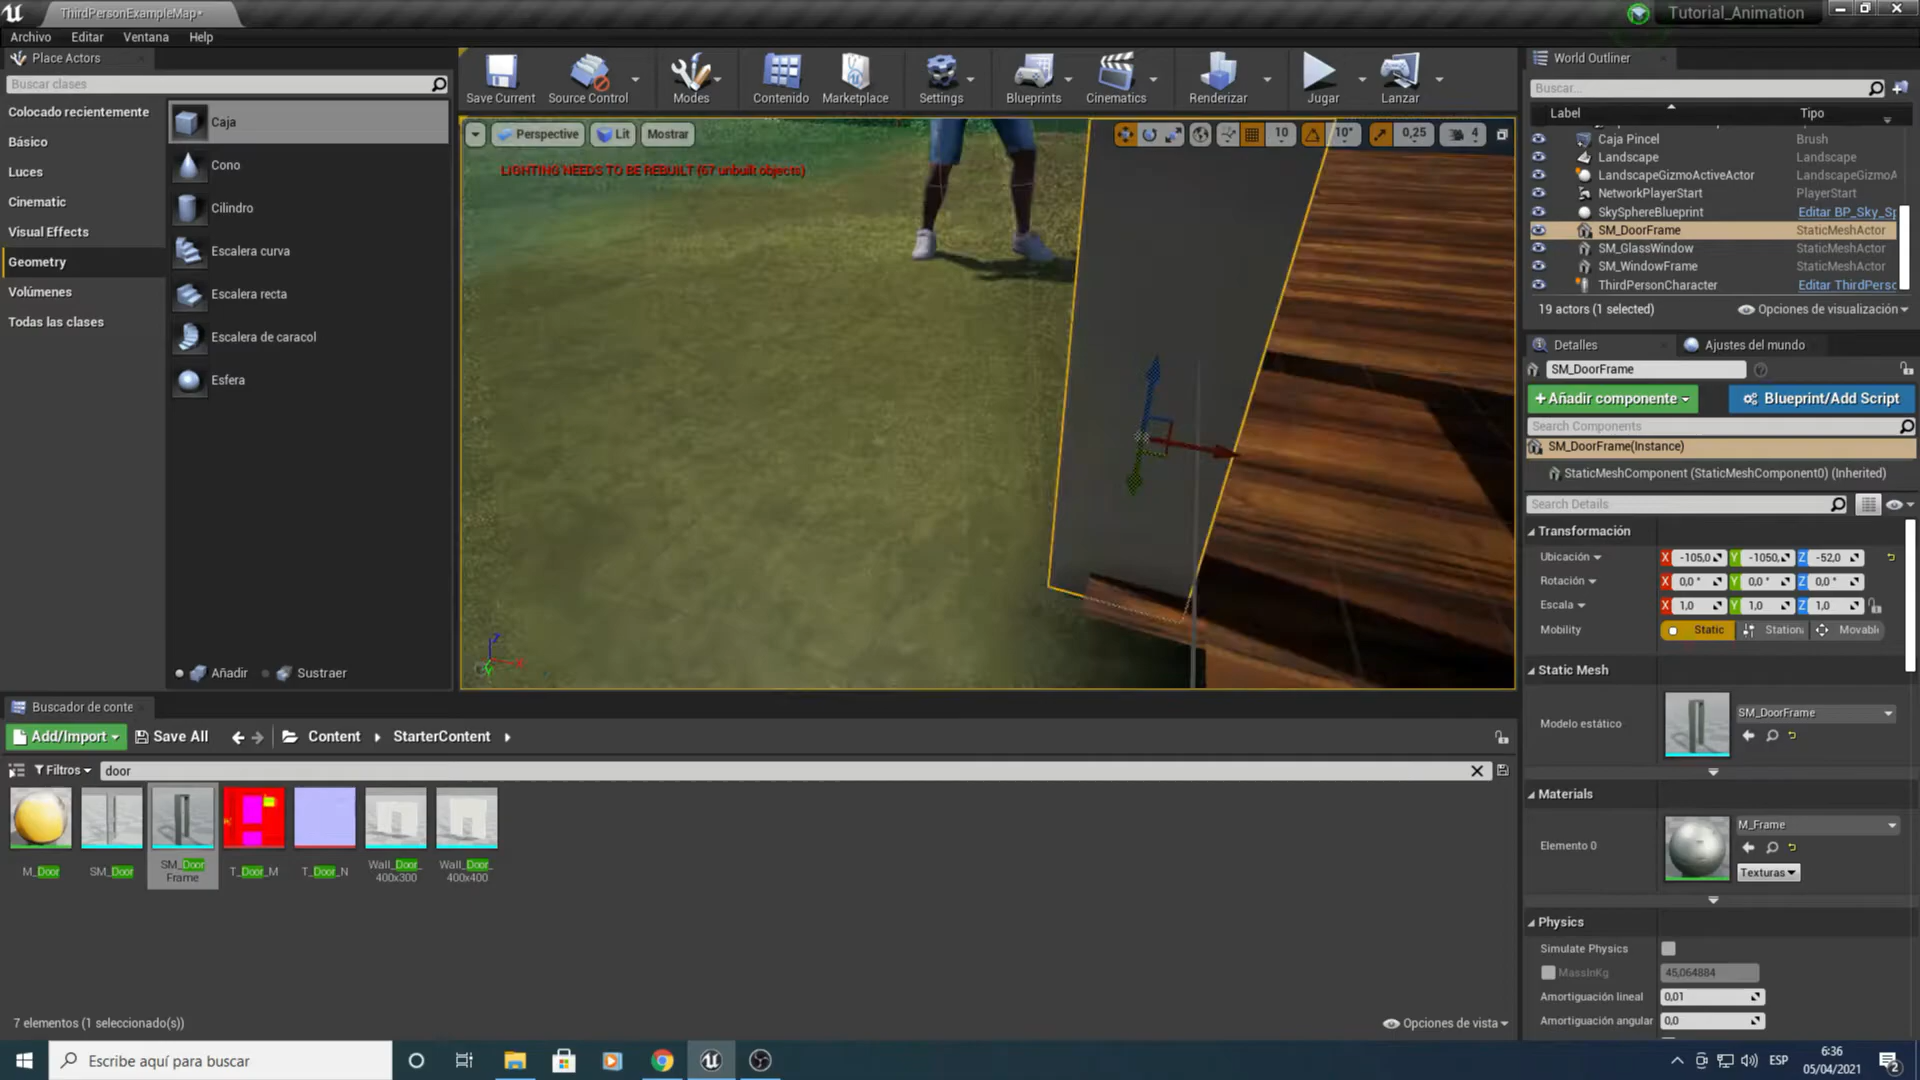 ThirdPersonExampleMap*
Tutorial_Animation
Archivo
Editar
Ventana
Help
Place Actors
Buscar clases
Colocado recientemente
Básico
Luces
Cinematic
Visual Effects
Geometry
Volúmenes
Todas las clases
Caja
Cono
Cilindro
Escalera curva
Escalera recta
Escalera de caracol
Esfera
Añadir
Sustraer
Save Current
Source Control
Modes
Contenido
Marketplace
Settings
Blueprints
Cinematics
Renderizar
Jugar
Lanzar
Perspective
Lit
Mostrar
10
10°
0,25
4
LIGHTING NEEDS TO BE REBUILT (67 unbuilt objects)
Z
X
Y
World Outliner
Buscar...
Label
Tipo
Caja Pincel
Brush
Landscape
Landscape
LandscapeGizmoActiveActor
LandscapeGizmoA
NetworkPlayerStart
PlayerStart
SkySphereBlueprint
Editar BP_Sky_Sp
SM_DoorFrame
StaticMeshActor
SM_GlassWindow
StaticMeshActor
SM_WindowFrame
StaticMeshActor
ThirdPersonCharacter
Editar ThirdPerso
19 actors (1 selected)
Opciones de visualización
Detalles
Ajustes del mundo
SM_DoorFrame
+Añadir componente
Blueprint/Add Script
Search Components
SM_DoorFrame(Instance)
StaticMeshComponent (StaticMeshComponent0) (Inherited)
Search Details
Transformación
Ubicación
X -105,0 Y -1050, Z -52,0
Rotación
X 0,0 ° Y 0,0 ° Z 0,0 °
Escala
X 1,0 Y 1,0 Z 1,0
Mobility
Static
Stationa
Movable
Static Mesh
Modelo estático
SM_DoorFrame
Materials
Elemento 0
M_Frame
Texturas
Physics
Simulate Physics
MassInKg
45,064884
Amortiguación lineal
0,01
Amortiguación angular
0,0
Buscador de conte
Add/Import
Save All
Content
StarterContent
Filtros
door
M_Door
SM_Door
SM_Door
Frame
T_Door_M
T_Door_N
Wall_Door_
400x300
Wall_Door_
400x400
7 elementos (1 seleccionado(s))
Opciones de vista
Escribe aquí para buscar
ESP
6:36
05/04/2021
2